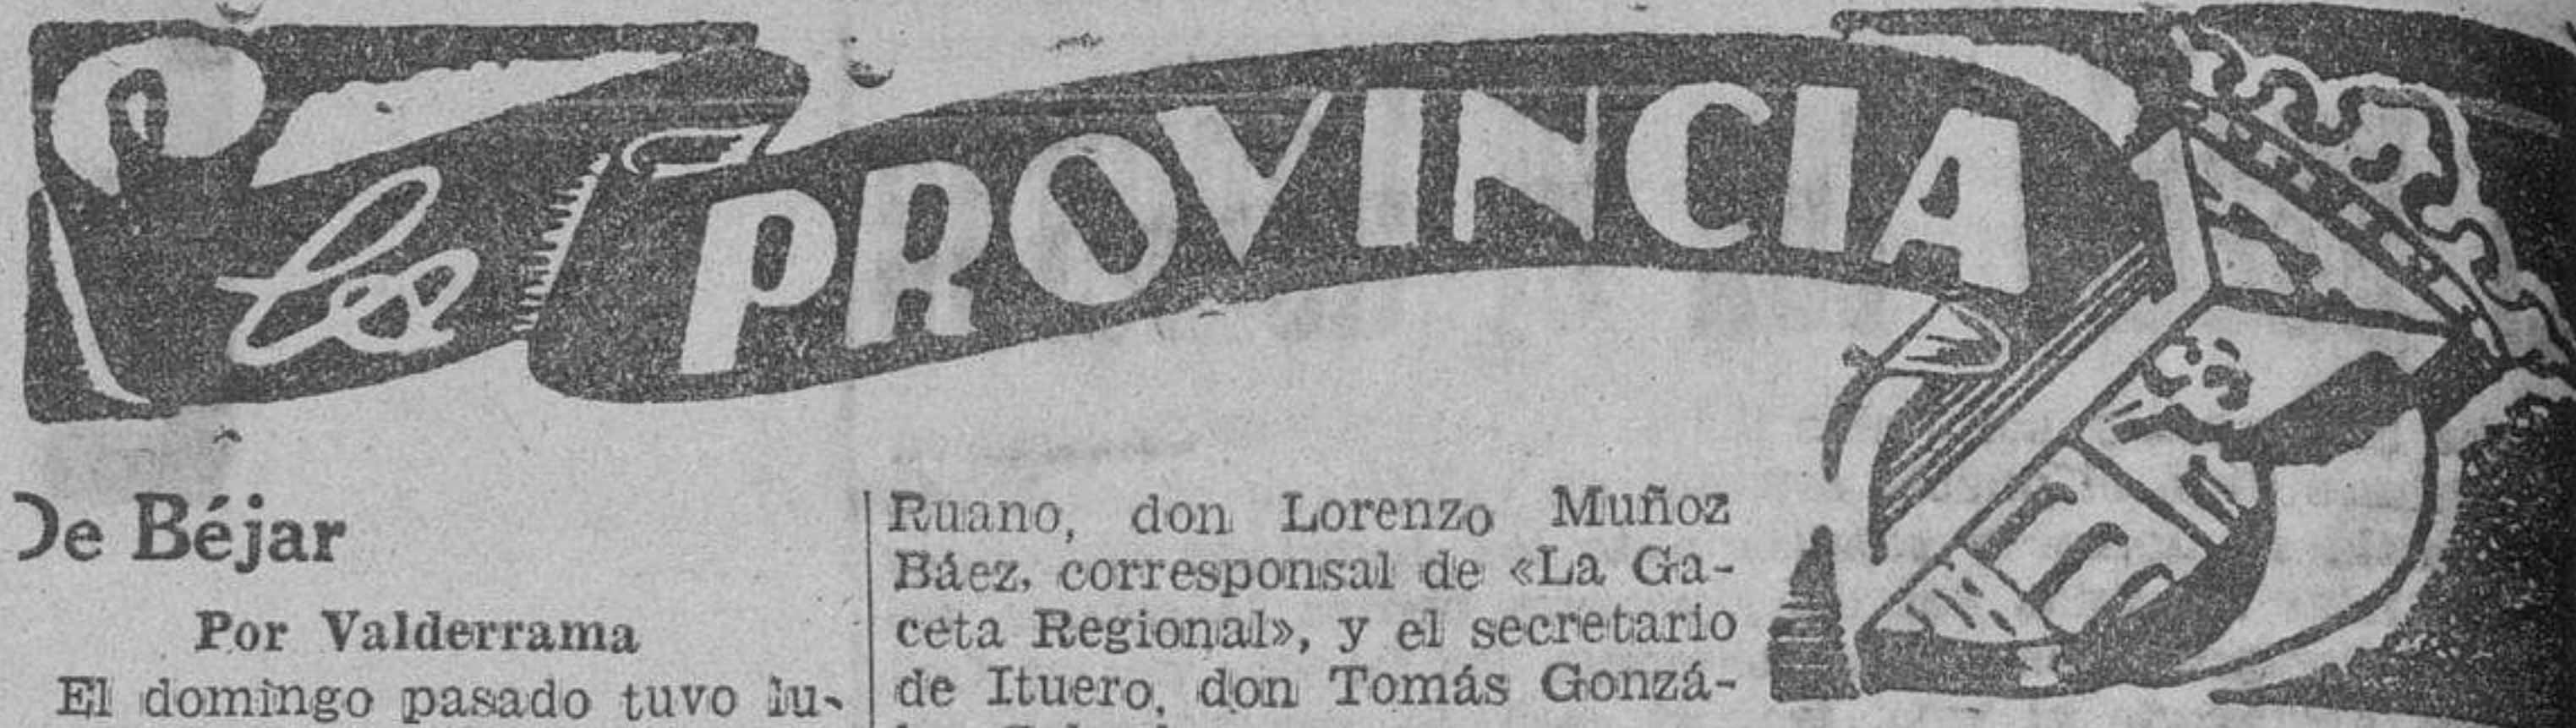 la PROVINCIA
De Béjar
Por Valderrama
El domingo pasado tuvo lu-
Ruano, don Lorenzo Muñoz
Báez, corresponsal de «La Ga-
ceta Regional», y el secretario
de Ituero, don Tomás Gonzá-